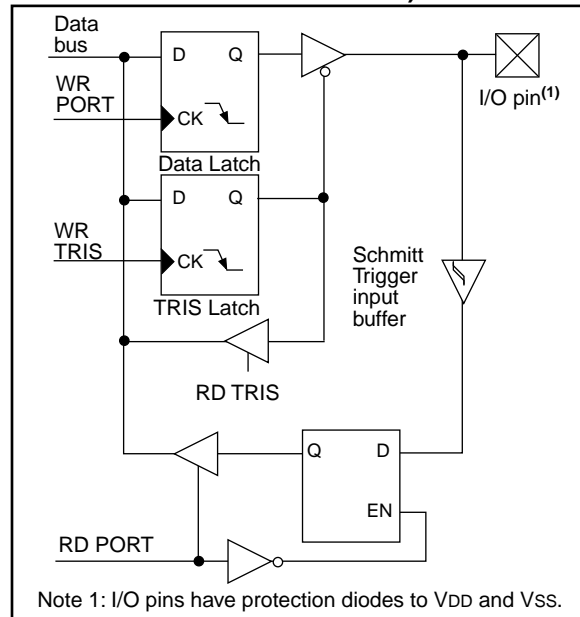 Data
bus
D Q
WR
PORT
CK
I/O pin(1)
Data Latch
D Q
WR
TRIS
CK
TRIS Latch
Schmitt
Trigger
input
buffer
RD TRIS
Q D
EN
RD PORT
Note 1: I/O pins have protection diodes to VDD and VSS.